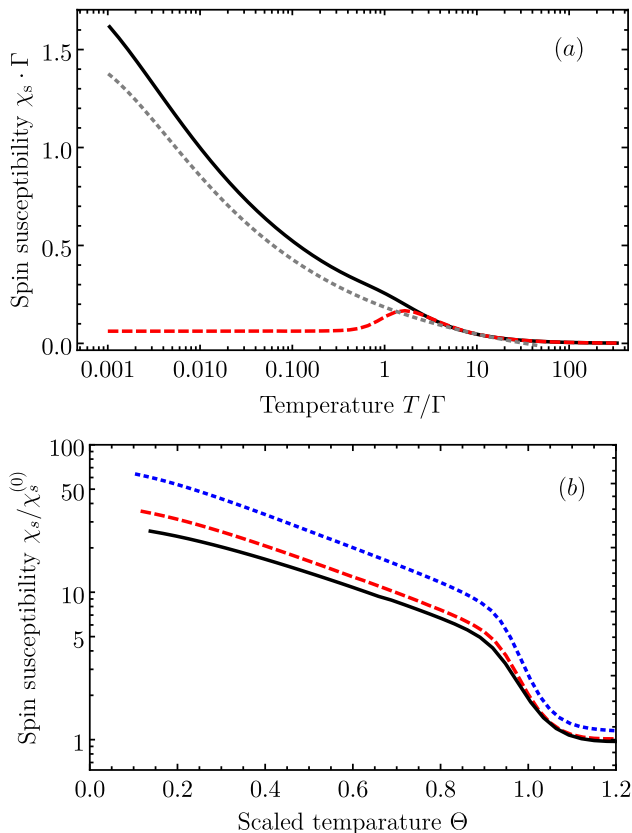 (a)
Spin susceptibility χₛ · Γ
1.5
1.0
0.5
0.0
0.001 0.010 0.100 1 10 100
Temperature T/Γ
(b)
Spin susceptibility χₛ/χₛ⁽⁰⁾
100
50
10
5
1
0.0 0.2 0.4 0.6 0.8 1.0 1.2
Scaled temparature Θ